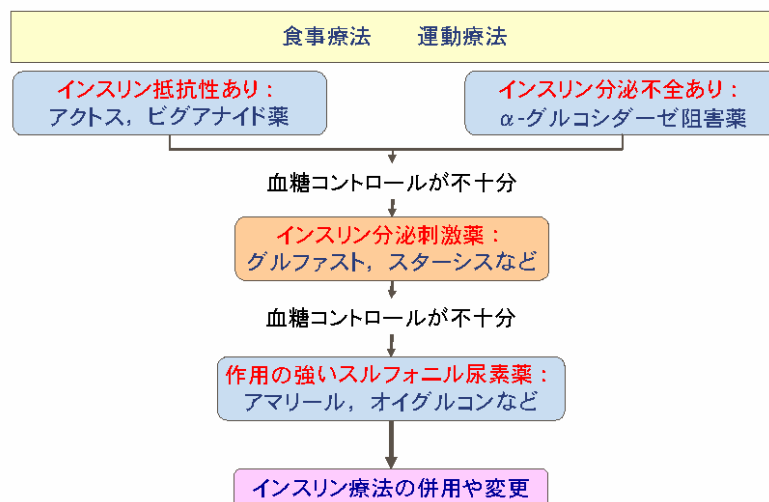 食事療法　　運動療法
インスリン抵抗性あり：
アクトス，ビグアナイド薬
インスリン分泌不全あり：
α-グルコシダーゼ阻害薬
血糖コントロールが不十分
インスリン分泌刺激薬：
グルファスト，スターシスなど
血糖コントロールが不十分
作用の強いスルフォニル尿素薬：
アマリール，オイグルコンなど
インスリン療法の併用や変更